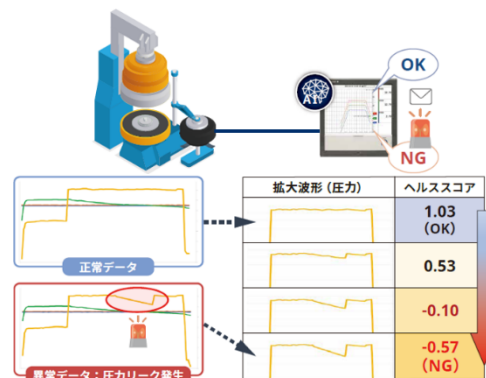 OK
AI
NG
拡大波形（圧力）
ヘルススコア
1.03
（OK）
正常データ
0.53
-0.10
-0.57
（NG）
異常データ：圧力リーク発生